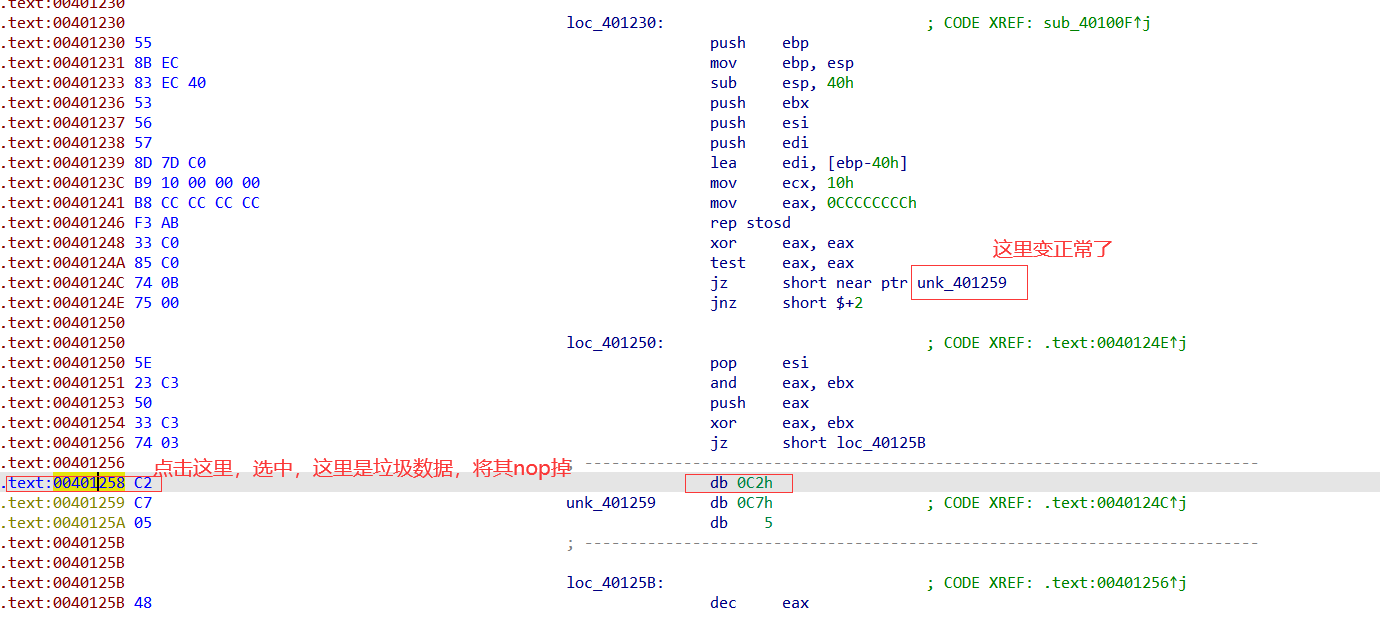 .text:00401230
.text:00401230 loc_401230: ; CODE XREF: sub_40100F↑j
.text:00401230 55 push ebp
.text:00401231 8B EC mov ebp, esp
.text:00401233 83 EC 40 sub esp, 40h
.text:00401236 53 push ebx
.text:00401237 56 push esi
.text:00401238 57 push edi
.text:00401239 8D 7D C0 lea edi, [ebp-40h]
.text:0040123C B9 10 00 00 00 mov ecx, 10h
.text:00401241 B8 CC CC CC CC mov eax, 0CCCCCCCCh
.text:00401246 F3 AB rep stosd
.text:00401248 33 C0 xor eax, eax
这里变正常了
.text:0040124A 85 C0 test eax, eax
.text:0040124C 74 0B jz short near ptr unk_401259
.text:0040124E 75 00 jnz short $+2
.text:00401250
.text:00401250 loc_401250: ; CODE XREF: .text:0040124E↑j
.text:00401250 5E pop esi
.text:00401251 23 C3 and eax, ebx
.text:00401253 50 push eax
.text:00401254 33 C3 xor eax, ebx
.text:00401256 74 03 jz short loc_40125B
.text:00401256 点击这里，选中，这里是垃圾数据，将其nop掉 ---------------------------------------------------------------------------
.text:00401258 C2 db 0C2h
.text:00401259 C7 unk_401259 db 0C7h ; CODE XREF: .text:0040124C↑j
.text:0040125A 05 db 5
.text:0040125B ; ---------------------------------------------------------------------------
.text:0040125B
.text:0040125B loc_40125B: ; CODE XREF: .text:00401256↑j
.text:0040125B 48 dec eax